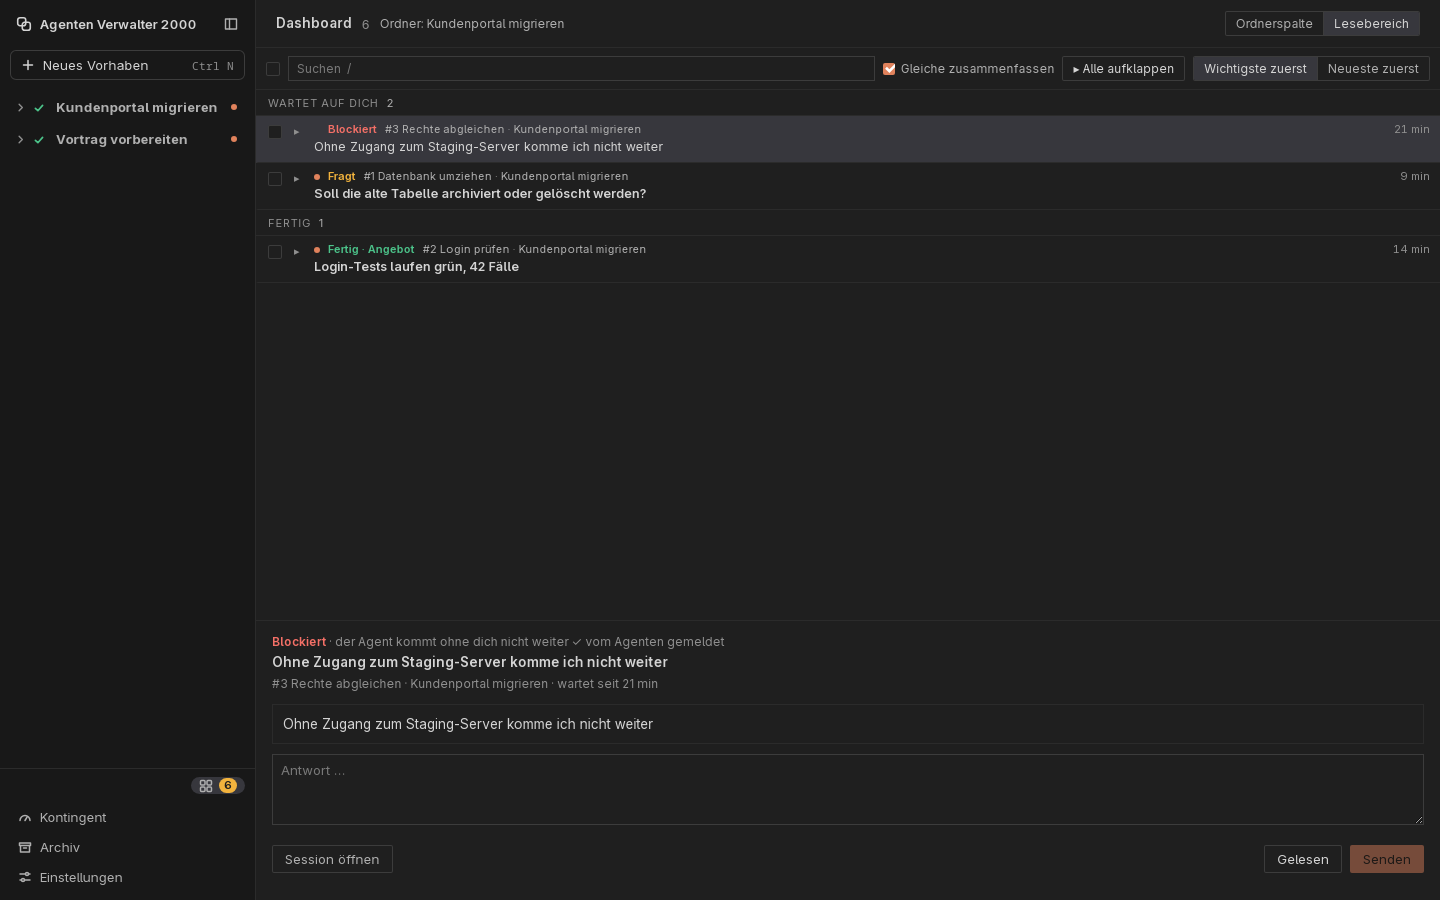 Agenten Verwalter 2000
Neues Vorhaben Ctrl N
Kundenportal migrieren
Vortrag vorbereiten
6
Kontingent
Archiv
Einstellungen
Dashboard 6 Ordner: Kundenportal migrieren
Ordnerspalte Lesebereich
Suchen / Gleiche zusammenfassen ▸ Alle aufklappen Wichtigste zuerst Neueste zuerst
WARTET AUF DICH 2
Blockiert #3 Rechte abgleichen · Kundenportal migrieren 21 min
Ohne Zugang zum Staging-Server komme ich nicht weiter
Fragt #1 Datenbank umziehen · Kundenportal migrieren 9 min
Soll die alte Tabelle archiviert oder gelöscht werden?
FERTIG 1
Fertig · Angebot #2 Login prüfen · Kundenportal migrieren 14 min
Login-Tests laufen grün, 42 Fälle
Blockiert · der Agent kommt ohne dich nicht weiter ✓ vom Agenten gemeldet
Ohne Zugang zum Staging-Server komme ich nicht weiter
#3 Rechte abgleichen · Kundenportal migrieren · wartet seit 21 min
Ohne Zugang zum Staging-Server komme ich nicht weiter
Antwort …
Session öffnen Gelesen Senden